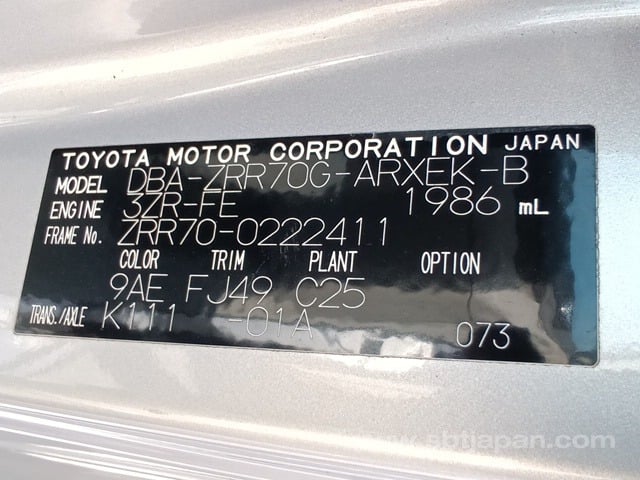 TOYOTA MOTOR CORPORATION JAPAN
MODEL DBA-ZRR70G-ARXEK-B
ENGINE 3ZR-FE 1986 mL
FRAME No. ZRR70-0222411
COLOR TRIM PLANT OPTION
9AE FJ49 C25
TRANS./AXLE K111 -01A 073
www.sbtjapan.com